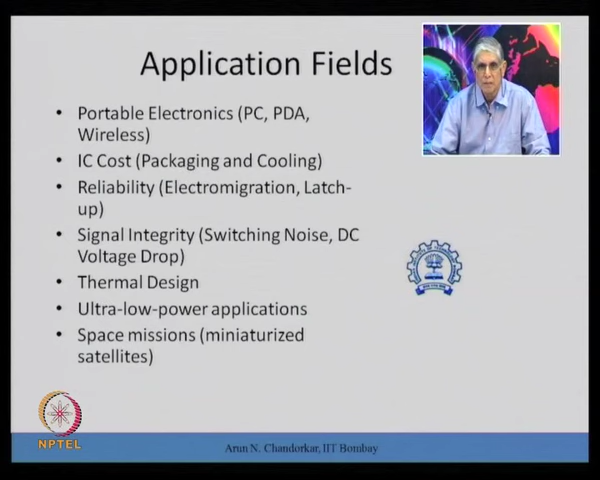 Application Fields
• Portable Electronics (PC, PDA,
Wireless)
• IC Cost (Packaging and Cooling)
• Reliability (Electromigration, Latch-
up)
• Signal Integrity (Switching Noise, DC
Voltage Drop)
• Thermal Design
• Ultra-low-power applications
• Space missions (miniaturized
satellites)
NPTEL
Arun N. Chandorkar, IIT Bombay